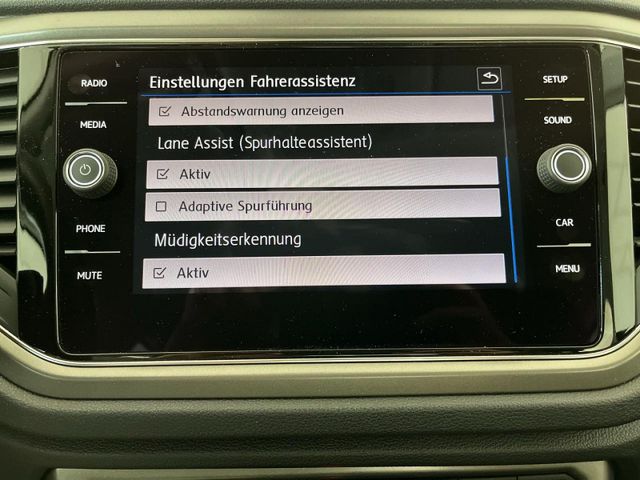 RADIO
MEDIA
PHONE
MUTE
Einstellungen Fahrerassistenz
Abstandswarnung anzeigen
Lane Assist (Spurhalteassistent)
Aktiv
Adaptive Spurführung
Müdigkeitserkennung
Aktiv
SETUP
SOUND
CAR
MENU